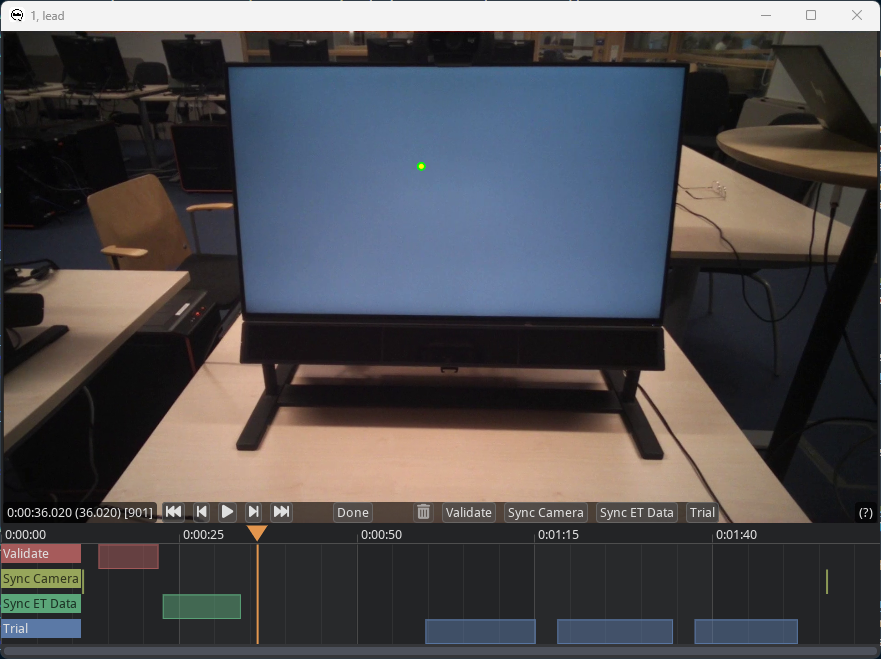 1, lead
0:00:36.020 (36.020) [901] Done Validate Sync Camera Sync ET Data Trial (?)
0:00:00 0:00:25 0:00:50 0:01:15 0:01:40
Validate
Sync Camera
Sync ET Data
Trial